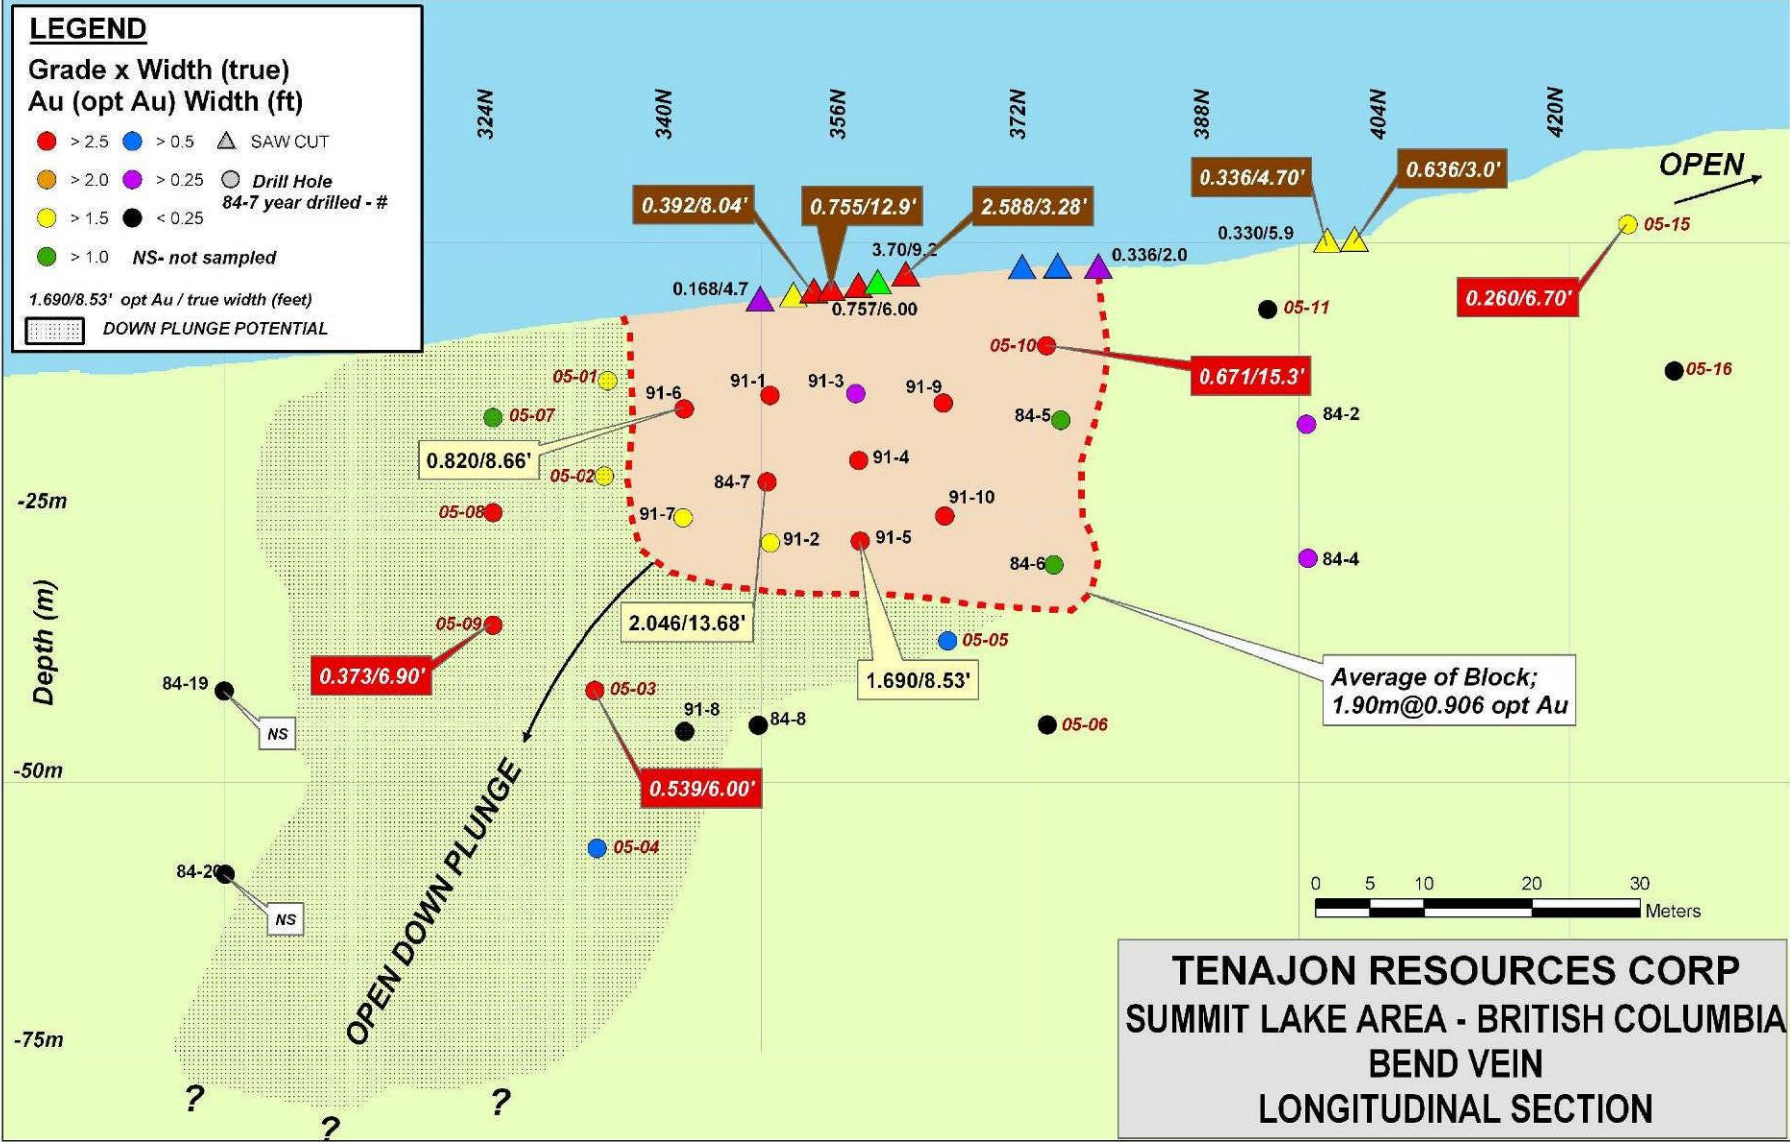 LEGEND
Grade x Width (true)
Au (opt Au) Width (ft)
> 2.5 > 0.5 SAW CUT
> 2.0 > 0.25 Drill Hole
84-7 year drilled - #
> 1.5 < 0.25
> 1.0 NS- not sampled
1.690/8.53' opt Au / true width (feet)
DOWN PLUNGE POTENTIAL
324N 340N 356N 372N 388N 404N 420N
OPEN
0.392/8.04' 0.755/12.9' 2.588/3.28' 0.336/4.70' 0.636/3.0'
05-15
0.330/5.9
3.70/9.2
0.336/2.0
0.168/4.7
0.757/6.00
0.260/6.70'
05-11
05-10
05-16
0.671/15.3'
05-01
91-6 91-1 91-3 91-9
05-07
84-5
84-2
0.820/8.66'
91-4
05-02
84-7
-25m
91-10
05-08
91-7
91-2
91-5
84-6
84-4
Depth (m)
05-09
2.046/13.68'
05-05
0.373/6.90'
1.690/8.53'
Average of Block;
1.90m@0.906 opt Au
84-19
05-03
91-8
84-8
05-06
NS
-50m
0.539/6.00'
05-04
84-20
NS
OPEN DOWN PLUNGE
0 5 10 20 30
Meters
-75m
? ? ?
TENAJON RESOURCES CORP
SUMMIT LAKE AREA - BRITISH COLUMBIA
BEND VEIN
LONGITUDINAL SECTION